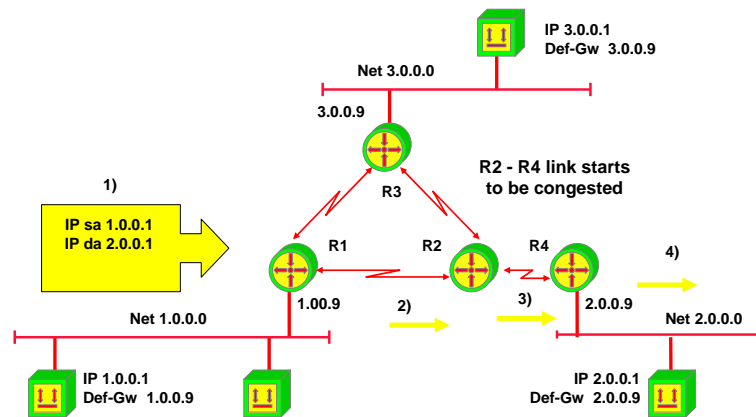 IP 3.0.0.1
Def-Gw 3.0.0.9
Net 3.0.0.0
3.0.0.9
R2 - R4 link starts
to be congested
1)
R3
IP sa 1.0.0.1
IP da 2.0.0.1
R1
R2
R4
4)
1.00.9
2)
3)
2.0.0.9
Net 1.0.0.0
Net 2.0.0.0
IP 1.0.0.1
Def-Gw 1.0.0.9
IP 2.0.0.1
Def-Gw 2.0.0.9